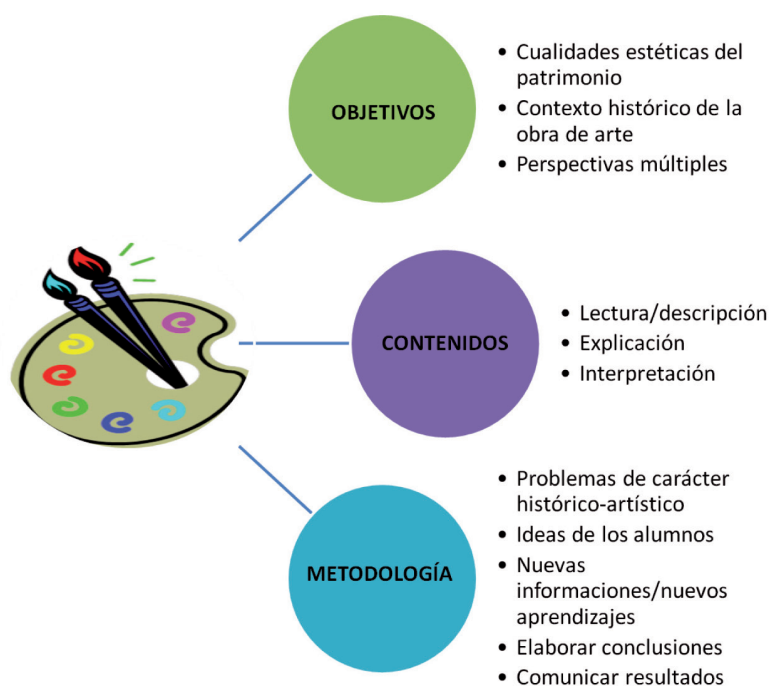 OBJETIVOS
• Cualidades estéticas del
patrimonio
• Contexto histórico de la
obra de arte
• Perspectivas múltiples
CONTENIDOS
• Lectura/descripción
• Explicación
• Interpretación
METODOLOGÍA
• Problemas de carácter
histórico-artístico
• Ideas de los alumnos
• Nuevas
informaciones/nuevos
aprendizajes
• Elaborar conclusiones
• Comunicar resultados